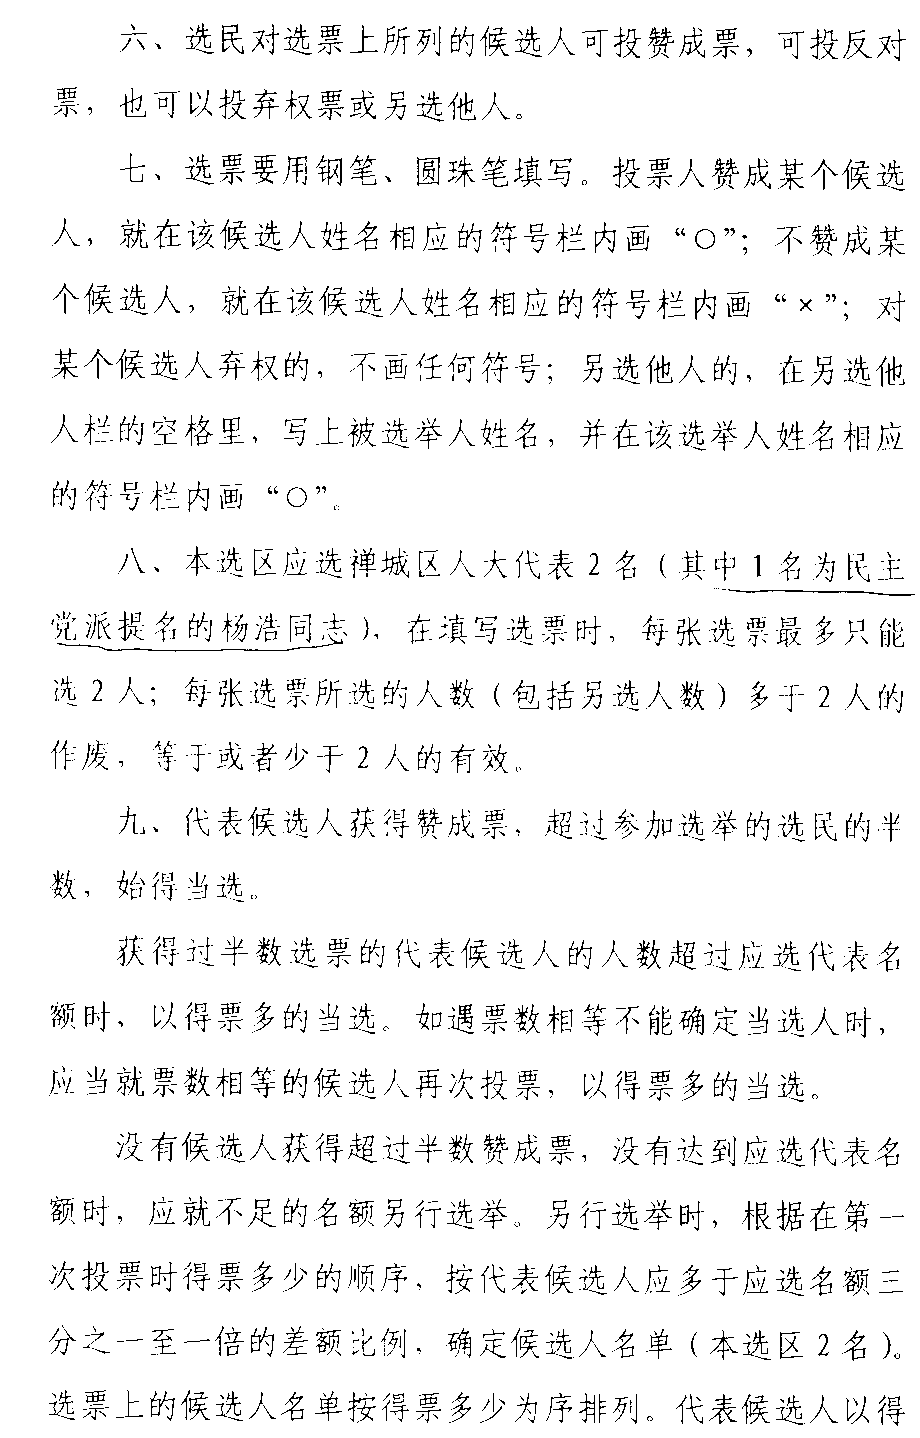 六、选民对选票上所列的候选人可投赞成票，可投反对
票，也可以投弃权票或另选他人。
七、选票要用钢笔、圆珠笔填写。投票人赞成某个候选
人，就在该候选人姓名相应的符号栏内画“○”；不赞成某
个候选人，就在该候选人姓名相应的符号栏内画“×”；对
某个候选人弃权的，不画任何符号；另选他人的，在另选他
人栏的空格里，写上被选举人姓名，并在该选举人姓名相应
的符号栏内画“○”。
八、本选区应选禅城区人大代表2名（其中1名为民主
党派提名的杨浩同志），在填写选票时，每张选票最多只能
选2人；每张选票所选的人数（包括另选人数）多于2人的
作废，等于或者少于2人的有效。
九、代表候选人获得赞成票，超过参加选举的选民的半
数，始得当选。
获得过半数选票的代表候选人的人数超过应选代表名
额时，以得票多的当选。如遇票数相等不能确定当选人时，
应当就票数相等的候选人再次投票，以得票多的当选。
没有候选人获得超过半数赞成票，没有达到应选代表名
额时，应就不足的名额另行选举。另行选举时，根据在第一
次投票时得票多少的顺序，按代表候选人应多于应选名额三
分之一至一倍的差额比例，确定候选人名单（本选区2名）。
选票上的候选人名单按得票多少为序排列。代表候选人以得